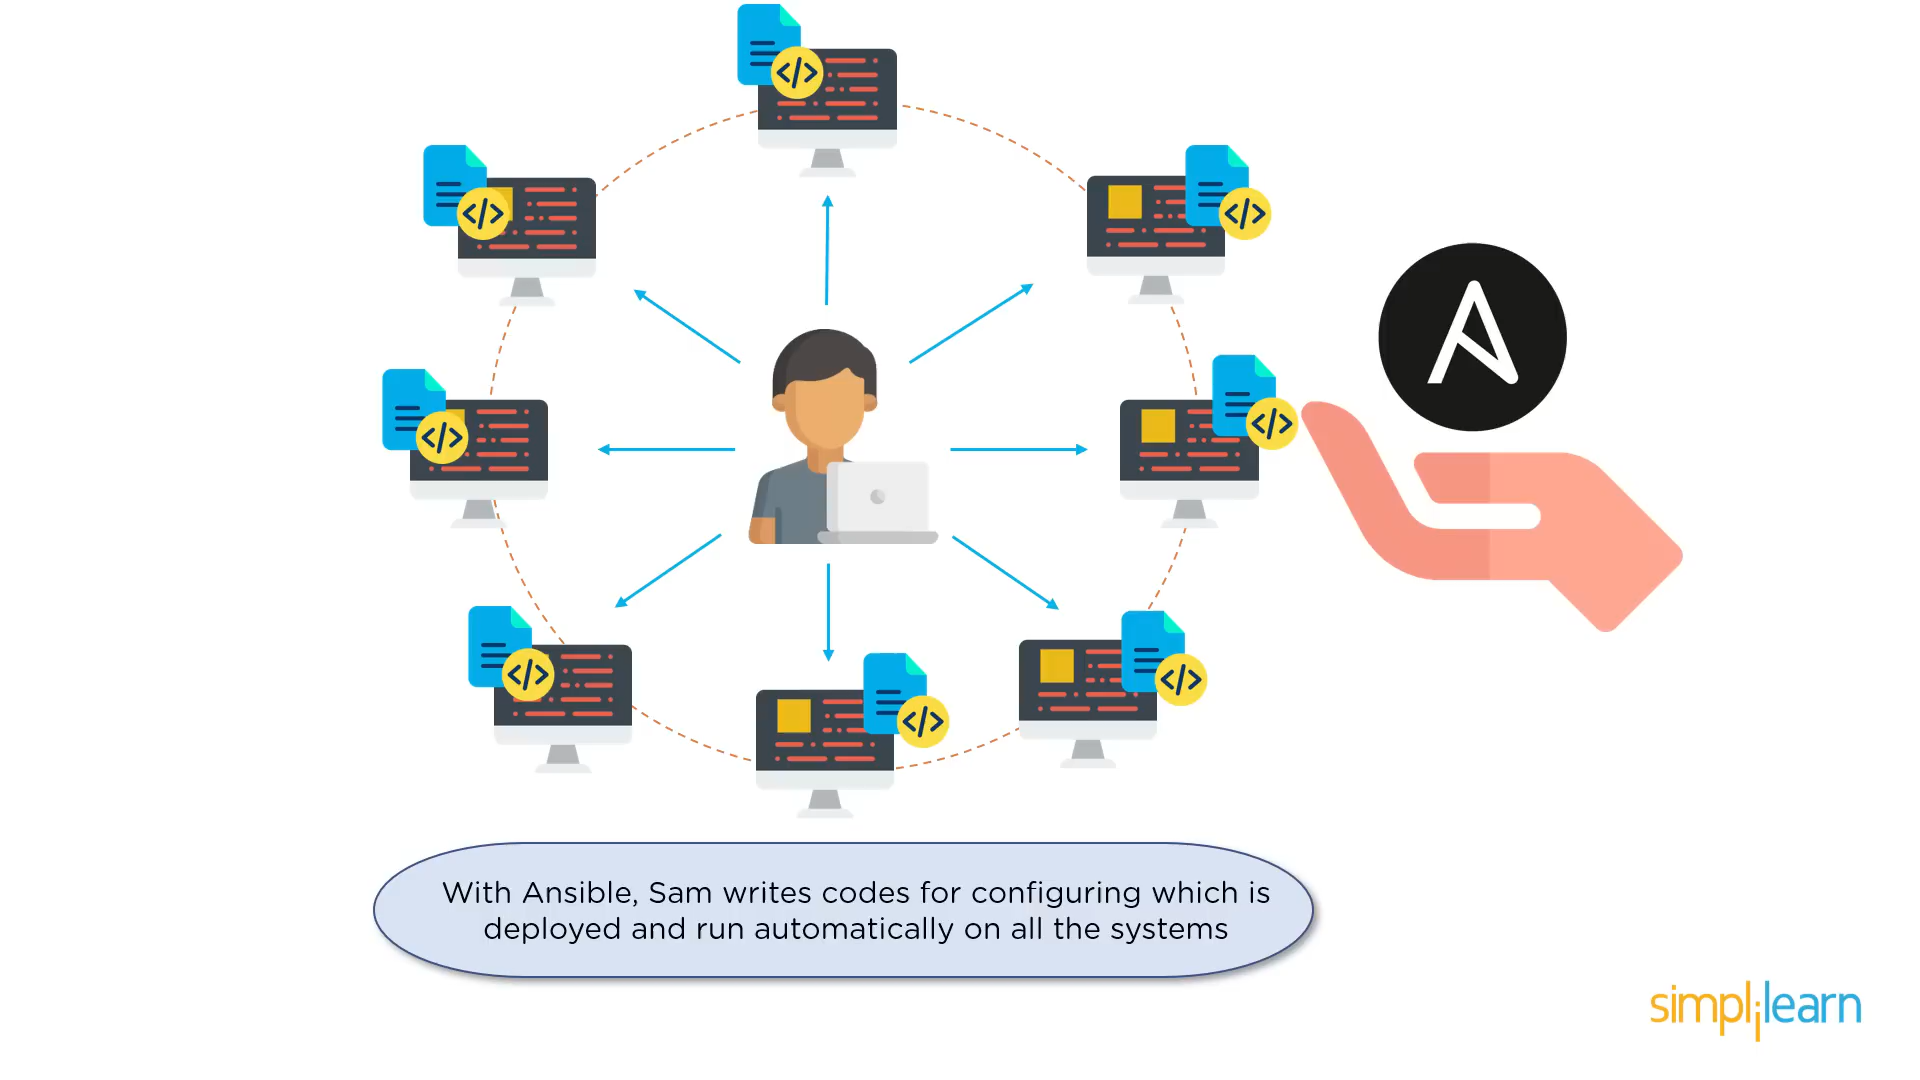 </>
</>
</>
</>
</>
</>
</>
</>
With Ansible, Sam writes codes for configuring which is
deployed and run automatically on all the systems
simplilearn